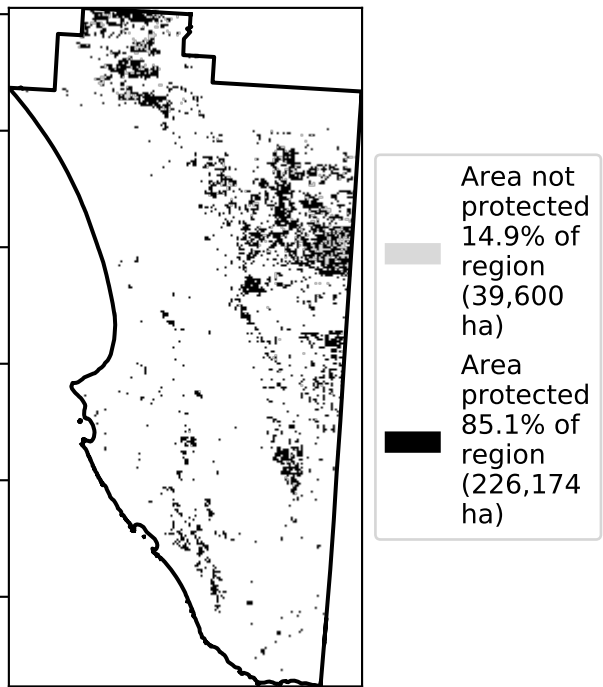 Area not
protected
14.9% of
region
(39,600
ha)
Area
protected
85.1% of
region
(226,174
ha)